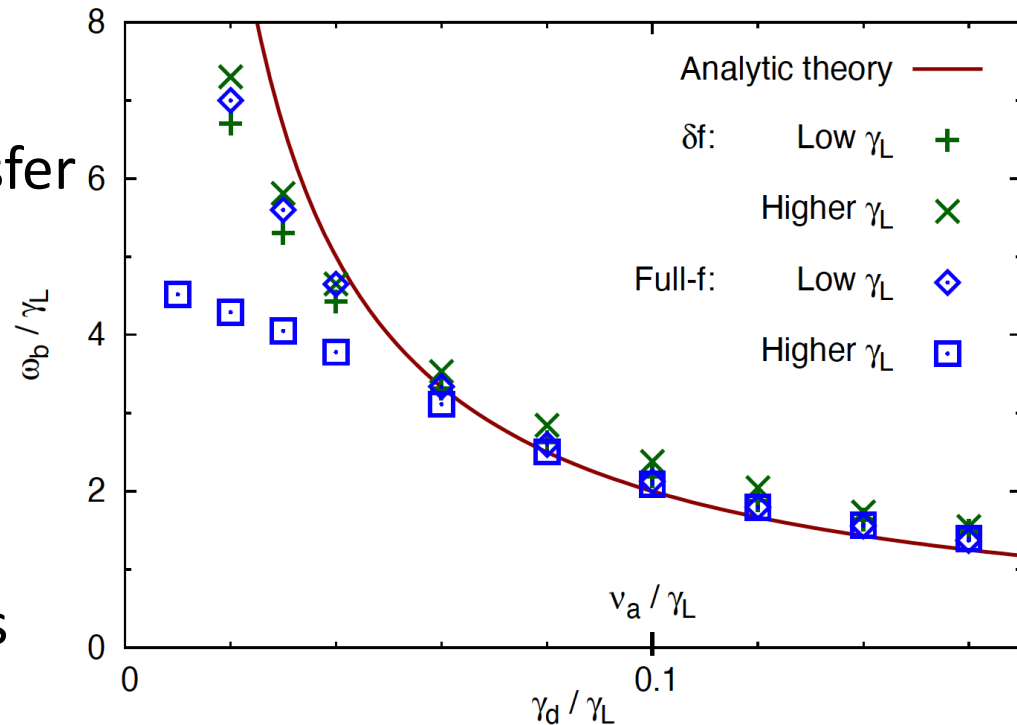 8
Analytic theory
δf: Low γL
sfer
6
Higher γL
Full-f: Low γL
4
Higher γL
ωb / γL
2
νa / γL
s
0
0
0.1
γd / γL